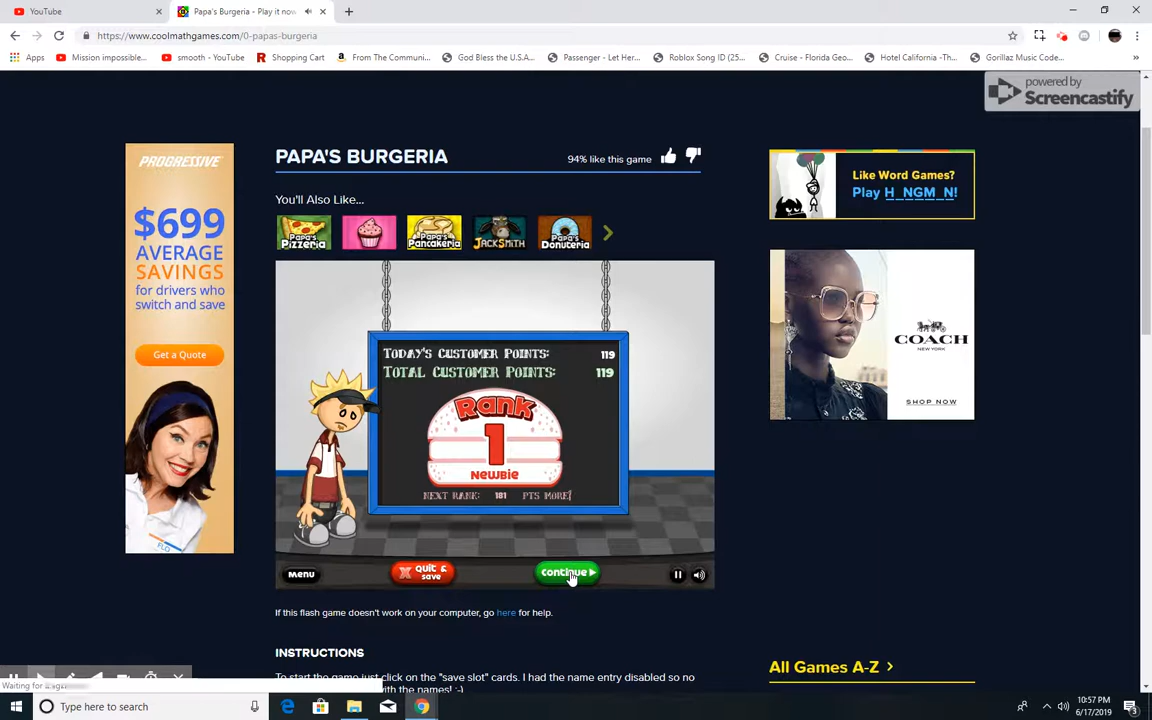 YouTube
Papa's Burgeria - Play it now
https://www.coolmathgames.com/0-papas-burgeria
Apps
Mission impossible...
smooth - YouTube
Shopping Cart
From The Communi...
God Bless the U.S.A...
Passenger - Let Her...
Roblox Song ID (25...
Cruise - Florida Geo...
Hotel California -Th...
Gorillaz Music Code...
»
powered by
Screencastify
PAPA'S BURGERIA
94% like this game
You'll Also Like...
Papa's Pizzeria
Papa's Pancakeria
JackSmith
Papa's Donuteria
PROGRESSIVE
$699
AVERAGE
SAVINGS
for drivers who
switch and save
Get a Quote
FLO
Today's Customer Points: 119
Total Customer Points: 119
Rank
1
Newbie
Next Rank: 181 pts more!
menu
X Quit & save
continue
If this flash game doesn't work on your computer, go here for help.
INSTRUCTIONS
To start the game just click on the "save slot" cards. I had the name entry disabled so no
with the names! :-)
Like Word Games?
Play H_NGM_N!
COACH
NEW YORK
SHOP NOW
All Games A-Z >
Type here to search
10:57 PM
6/17/2019
3